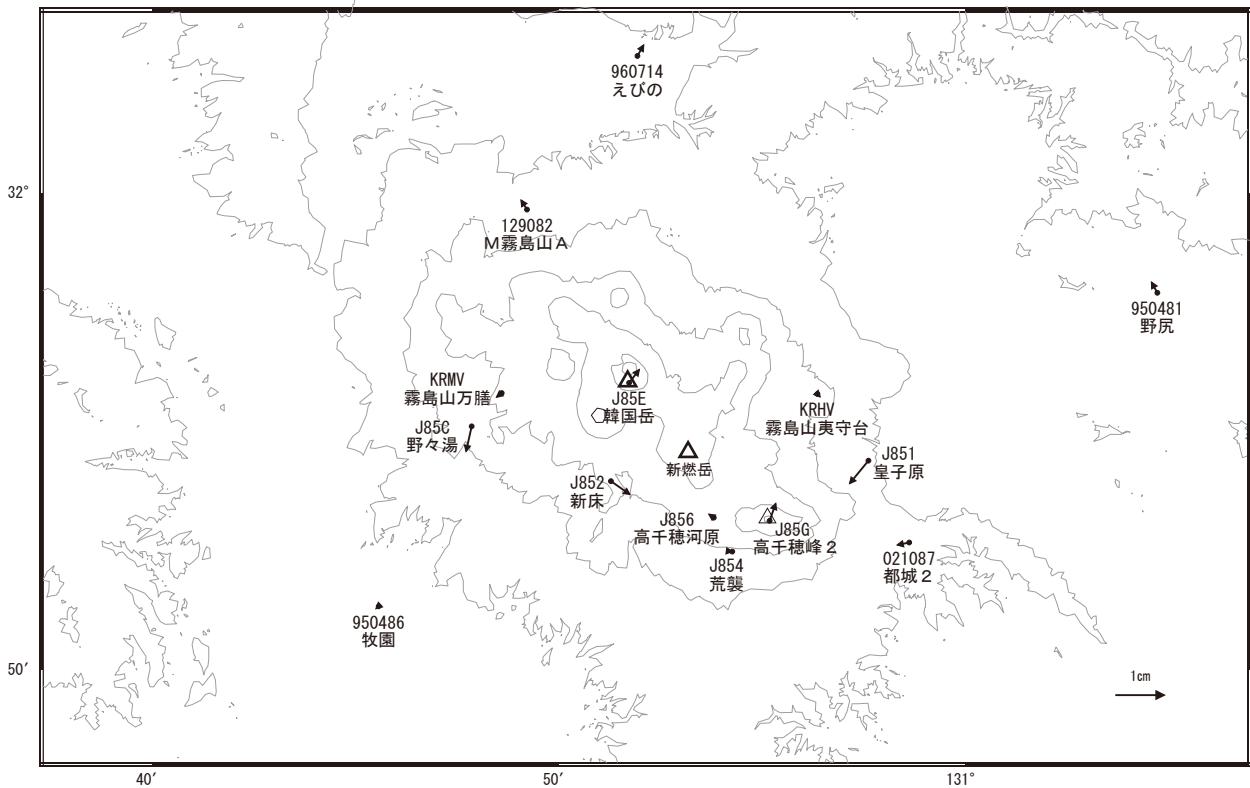 960714
えびの
32°
129082
M霧島山A
950481
野尻
KRMV
霧島山万膳
J85E
韓国岳
KRHV
霧島山夷守台
J85C
野々湯
J851
皇子原
新燃岳
J852
新床
J856
高千穂河原
J85G
高千穂峰2
J854
荒襲
021087
都城2
950486
牧園
50′
1cm
40′
50′
131°